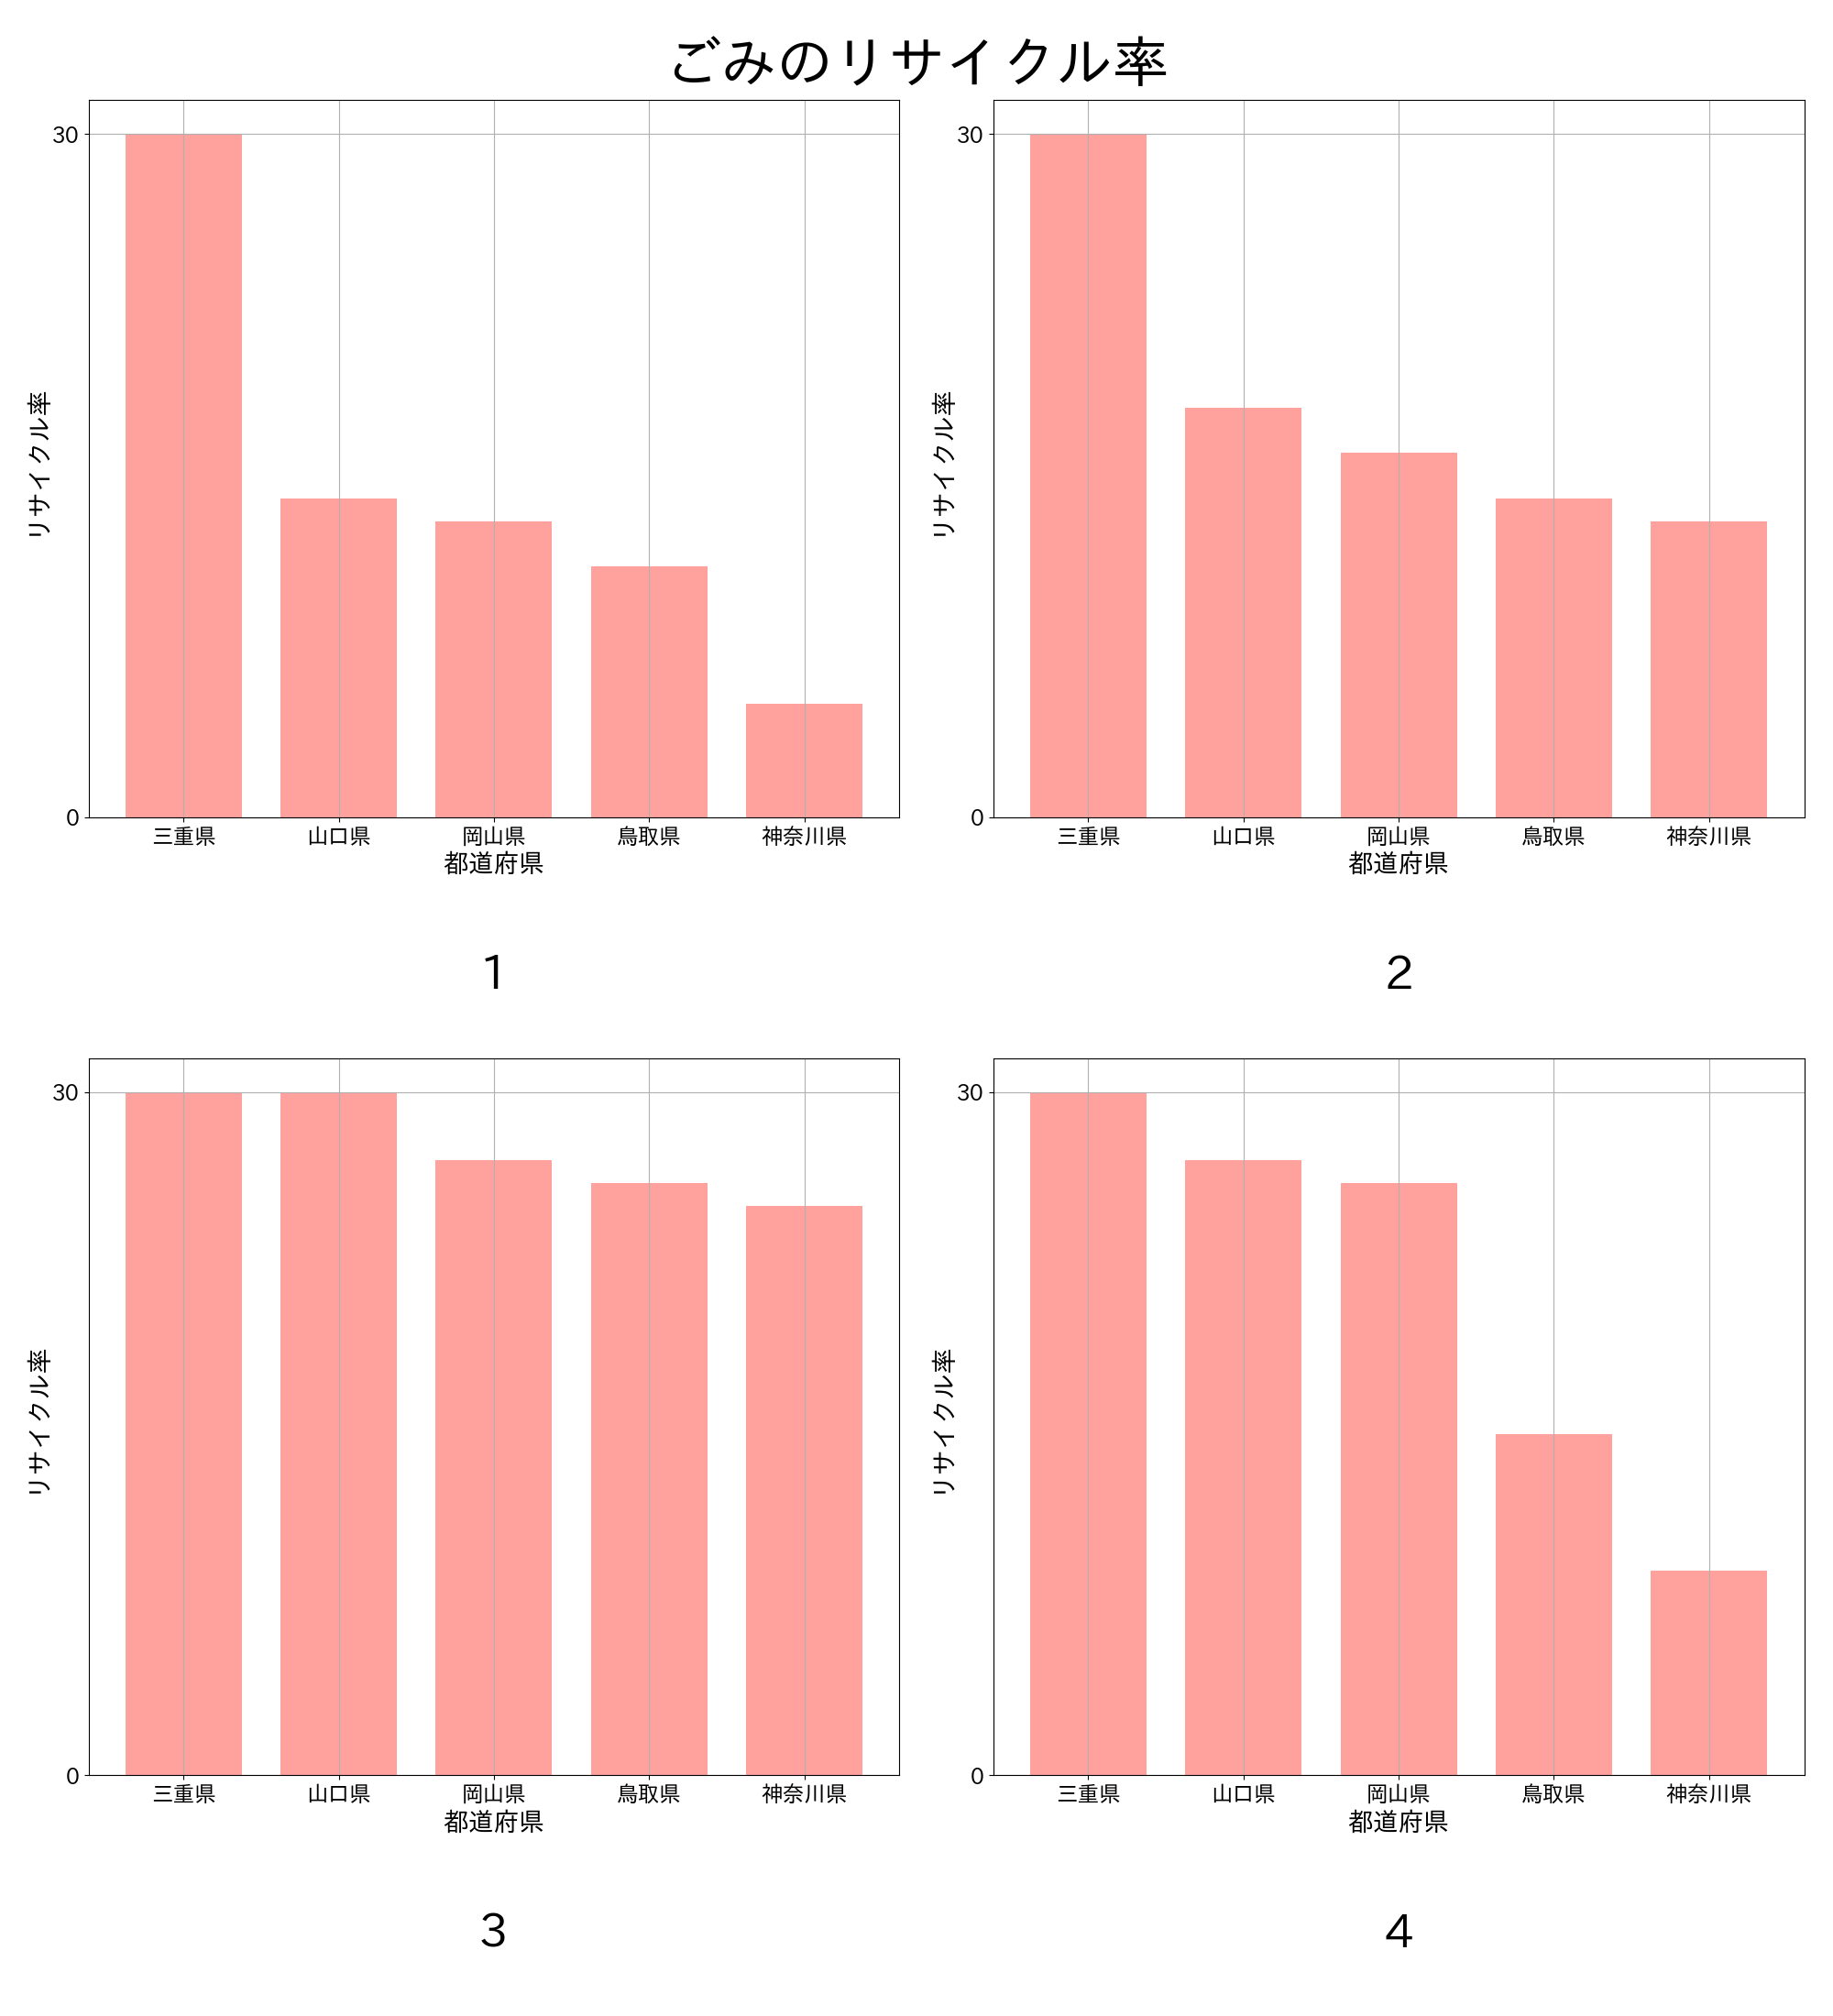 ごみのリサイクル率
30
0
リサイクル率
三重県 山口県 岡山県 鳥取県 神奈川県
都道府県
1
30
0
リサイクル率
三重県 山口県 岡山県 鳥取県 神奈川県
都道府県
2
30
0
リサイクル率
三重県 山口県 岡山県 鳥取県 神奈川県
都道府県
3
30
0
リサイクル率
三重県 山口県 岡山県 鳥取県 神奈川県
都道府県
4